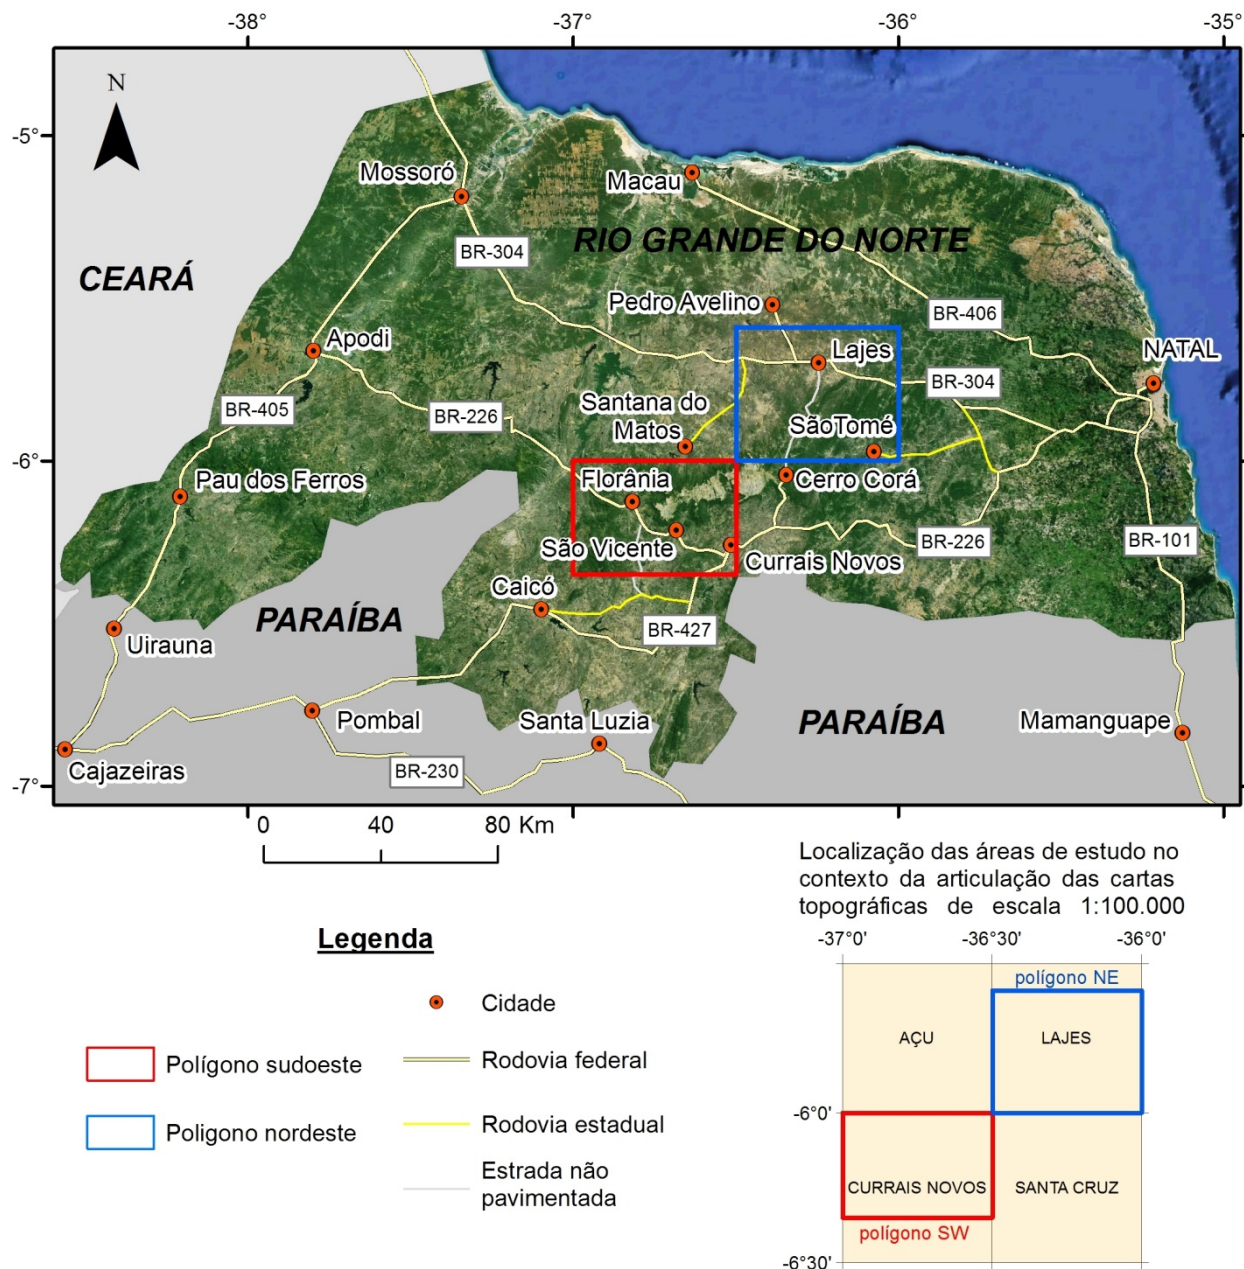 -38°
-37°
-36°
-35°
N
-5°
-6°
-7°
Mossoró
Macau
BR-304
RIO GRANDE DO NORTE
CEARÁ
Pedro Avelino
BR-406
Apodi
Lajes
NATAL
BR-304
BR-405
BR-226
Santana do
Matos
SãoTomé
Pau dos Ferros
Florânia
Cerro Corá
São Vicente
Currais Novos
BR-226
BR-101
Caicó
PARAÍBA
BR-427
Uirauna
Pombal
Santa Luzia
PARAÍBA
Mamanguape
Cajazeiras
BR-230
0 40 80 Km
Legenda
Cidade
Polígono sudoeste
Rodovia federal
Poligono nordeste
Rodovia estadual
Estrada não
pavimentada
Localização das áreas de estudo no
contexto da articulação das cartas
topográficas de escala 1:100.000
-37°0'
-36°30'
-36°0'
polígono NE
AÇU
LAJES
-6°0'
CURRAIS NOVOS
SANTA CRUZ
polígono SW
-6°30'